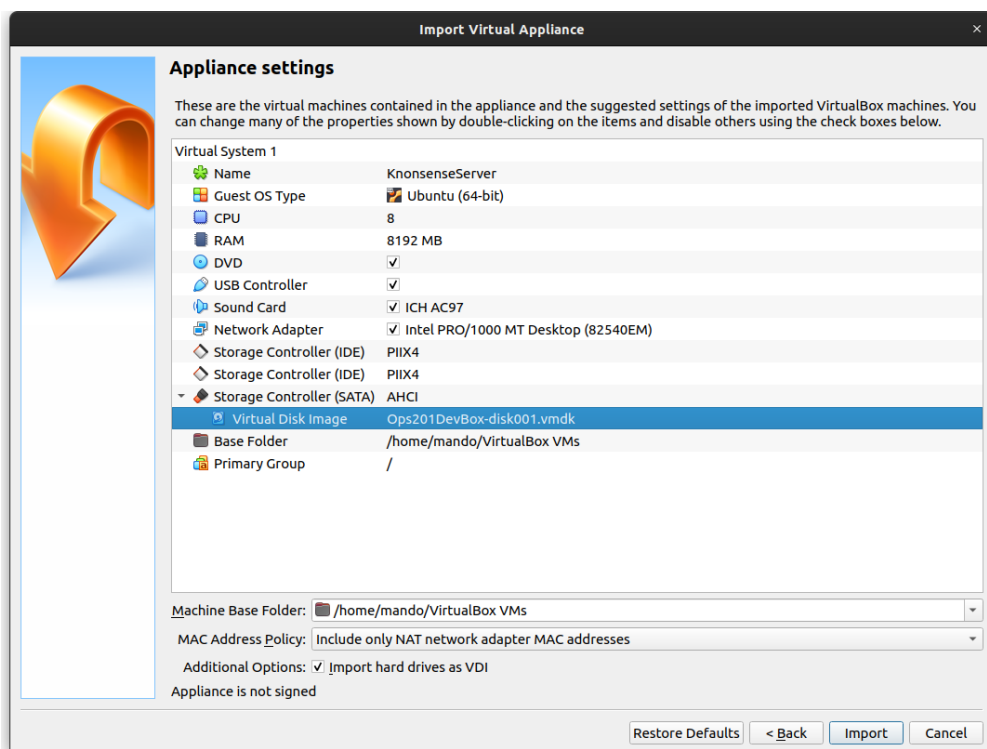 Import Virtual Appliance
Appliance settings
These are the virtual machines contained in the appliance and the suggested settings of the imported VirtualBox machines. You
can change many of the properties shown by double-clicking on the items and disable others using the check boxes below.
Virtual System 1
Name KnonsenseServer
Guest OS Type Ubuntu (64-bit)
CPU 8
RAM 8192 MB
DVD
USB Controller
Sound Card ICH AC97
Network Adapter Intel PRO/1000 MT Desktop (82540EM)
Storage Controller (IDE) PIIX4
Storage Controller (IDE) PIIX4
Storage Controller (SATA) AHCI
Virtual Disk Image Ops201DevBox-disk001.vmdk
Base Folder /home/mando/VirtualBox VMs
Primary Group /
Machine Base Folder: /home/mando/VirtualBox VMs
MAC Address Policy: Include only NAT network adapter MAC addresses
Additional Options: Import hard drives as VDI
Appliance is not signed
Restore Defaults < Back Import Cancel